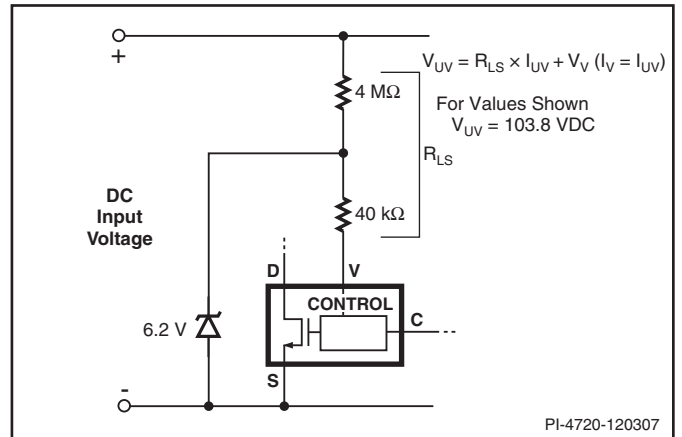 +
V_UV = R_LS × I_UV + V_V (I_V = I_UV)
4 MΩ
For Values Shown
V_UV = 103.8 VDC
R_LS
DC
Input
Voltage
40 kΩ
D
V
CONTROL
C
6.2 V
S
-
PI-4720-120307